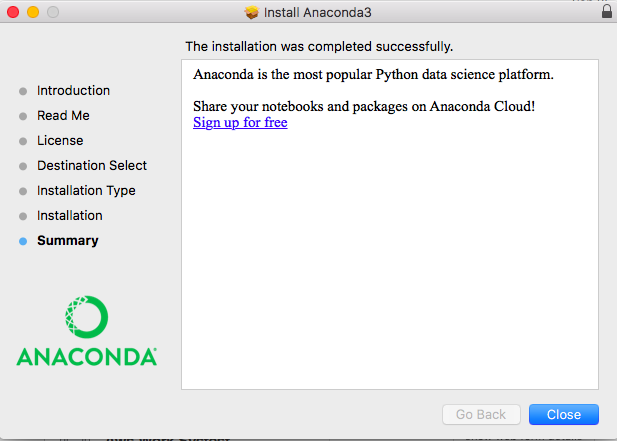 Install Anaconda3
The installation was completed successfully.
Introduction
Read Me
License
Destination Select
Installation Type
Installation
Summary
Anaconda is the most popular Python data science platform.
Share your notebooks and packages on Anaconda Cloud!
Sign up for free
ANACONDA
Go Back
Close